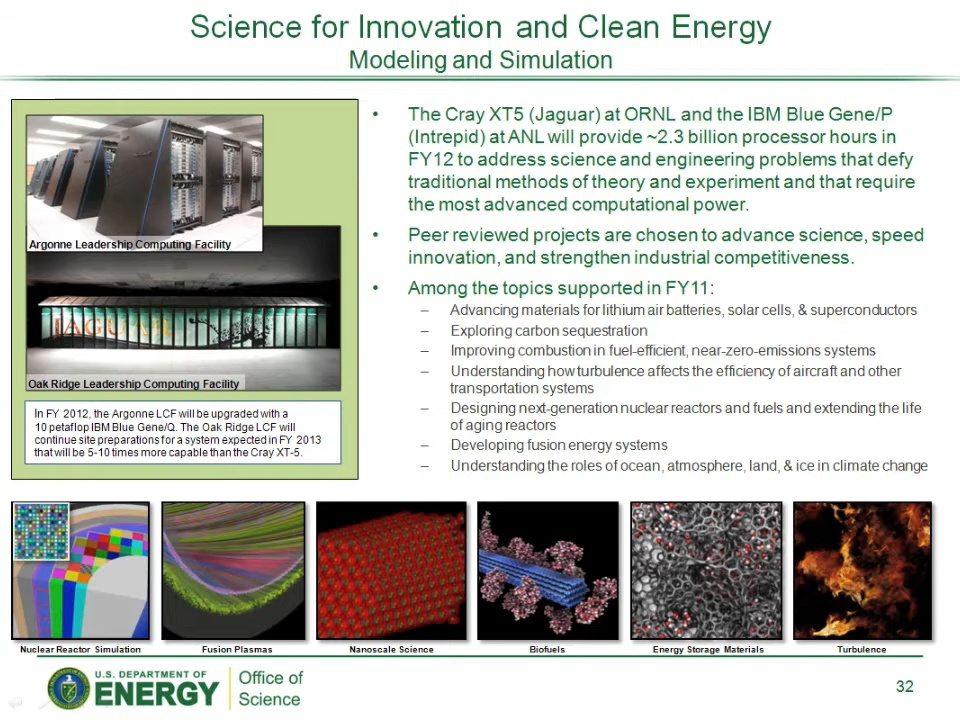 Science for Innovation and Clean Energy
Modeling and Simulation
Argonne Leadership Computing Facility
JAGUAR
Oak Ridge Leadership Computing Facility
In FY 2012, the Argonne LCF will be upgraded with a
10 petaflop IBM Blue Gene/Q. The Oak Ridge LCF will
continue site preparations for a system expected in FY 2013
that will be 5-10 times more capable than the Cray XT-5.
• The Cray XT5 (Jaguar) at ORNL and the IBM Blue Gene/P
(Intrepid) at ANL will provide ~2.3 billion processor hours in
FY12 to address science and engineering problems that defy
traditional methods of theory and experiment and that require
the most advanced computational power.
• Peer reviewed projects are chosen to advance science, speed
innovation, and strengthen industrial competitiveness.
• Among the topics supported in FY11:
– Advancing materials for lithium air batteries, solar cells, & superconductors
– Exploring carbon sequestration
– Improving combustion in fuel-efficient, near-zero-emissions systems
– Understanding how turbulence affects the efficiency of aircraft and other
transportation systems
– Designing next-generation nuclear reactors and fuels and extending the life
of aging reactors
– Developing fusion energy systems
– Understanding the roles of ocean, atmosphere, land, & ice in climate change
Nuclear Reactor Simulation
Fusion Plasmas
Nanoscale Science
Biofuels
Energy Storage Materials
Turbulence
U.S. DEPARTMENT OF
ENERGY
Office of
Science
32